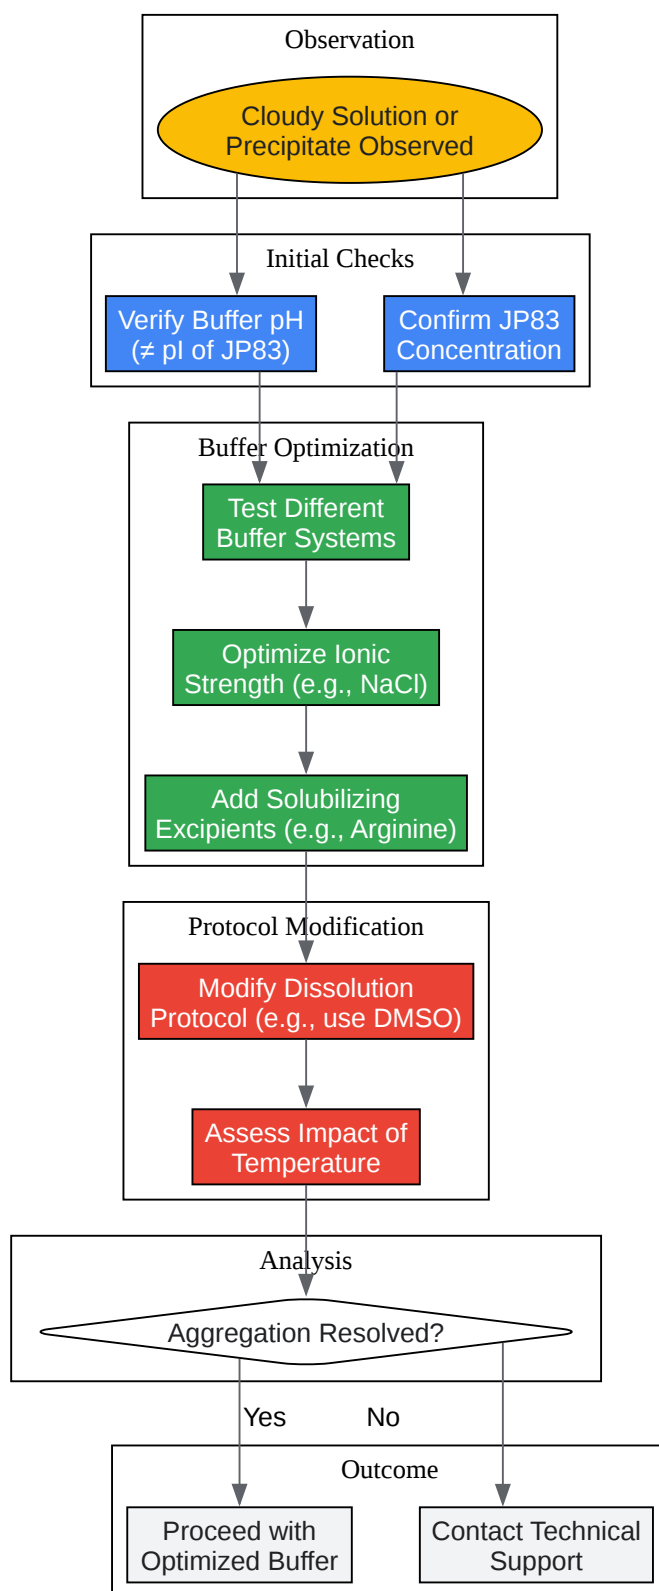 Observation
Cloudy Solution or
Precipitate Observed
Initial Checks
Verify Buffer pH
(≠ pI of JP83)
Confirm JP83
Concentration
Buffer Optimization
Test Different
Buffer Systems
Optimize Ionic
Strength (e.g., NaCl)
Add Solubilizing
Excipients (e.g., Arginine)
Protocol Modification
Modify Dissolution
Protocol (e.g., use DMSO)
Assess Impact of
Temperature
Analysis
Aggregation Resolved?
Yes
No
Outcome
Proceed with
Optimized Buffer
Contact Technical
Support